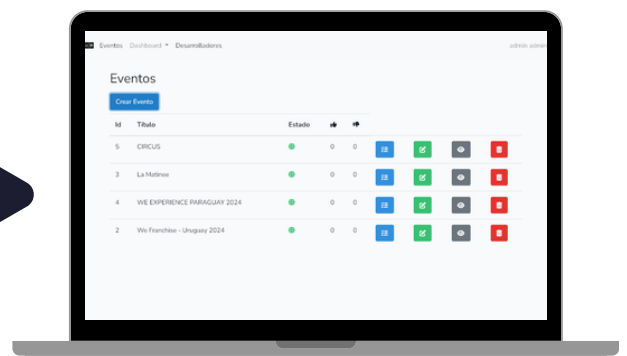 Eventos Dashboard Desarrolladores admin admin
Eventos
Crear Evento
Id Título Estado
5 CIRCUS 0 0
3 La Matinee 0 0
4 WE EXPERIENCE PARAGUAY 2024 0 0
2 We Franchise - Uruguay 2024 0 0